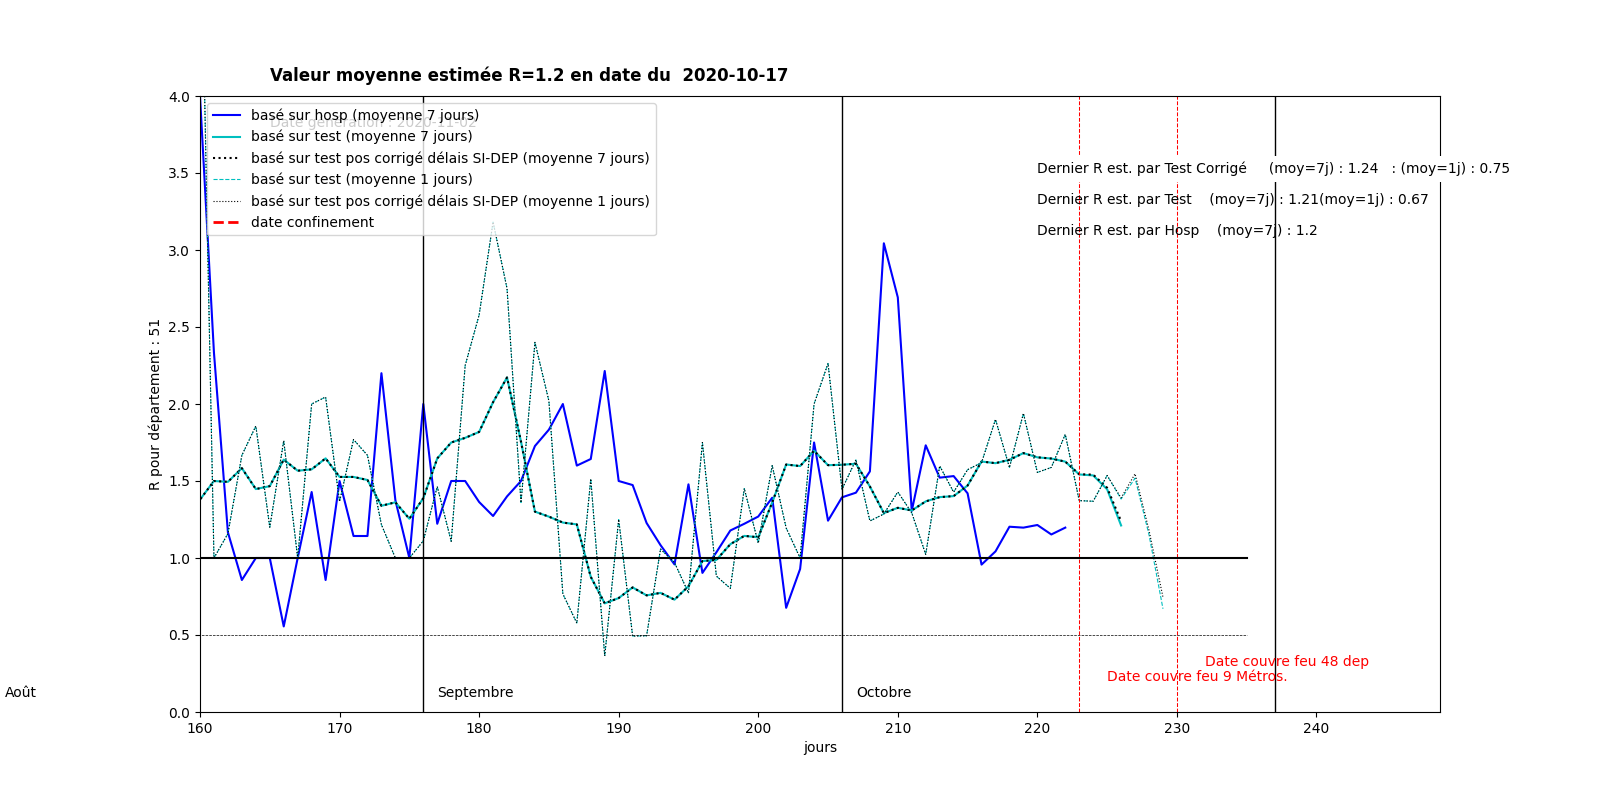 Valeur moyenne estimée R=1.2 en date du  2020-10-17
Date génération : 2020-11-02
basé sur hosp (moyenne 7 jours)
basé sur test (moyenne 7 jours)
basé sur test pos corrigé délais SI-DEP (moyenne 7 jours)
basé sur test (moyenne 1 jours)
basé sur test pos corrigé délais SI-DEP (moyenne 1 jours)
date confinement
Dernier R est. par Test Corrigé     (moy=7j) : 1.24   : (moy=1j) : 0.75
Dernier R est. par Test    (moy=7j) : 1.21(moy=1j) : 0.67
Dernier R est. par Hosp    (moy=7j) : 1.2
R pour département : 51
4.0
3.5
3.0
2.5
2.0
1.5
1.0
0.5
0.0
Date couvre feu 48 dep
Date couvre feu 9 Métros.
Août
Septembre
Octobre
160 170 180 190 200 210 220 230 240
jours